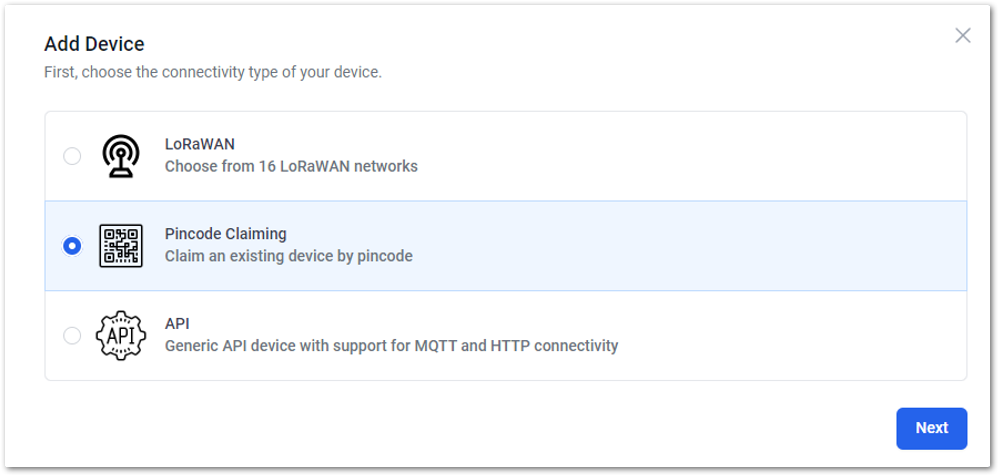 Add Device
First, choose the connectivity type of your device.
LoRaWAN
Choose from 16 LoRaWAN networks
Pincode Claiming
Claim an existing device by pincode
API
API
Generic API device with support for MQTT and HTTP connectivity
Next